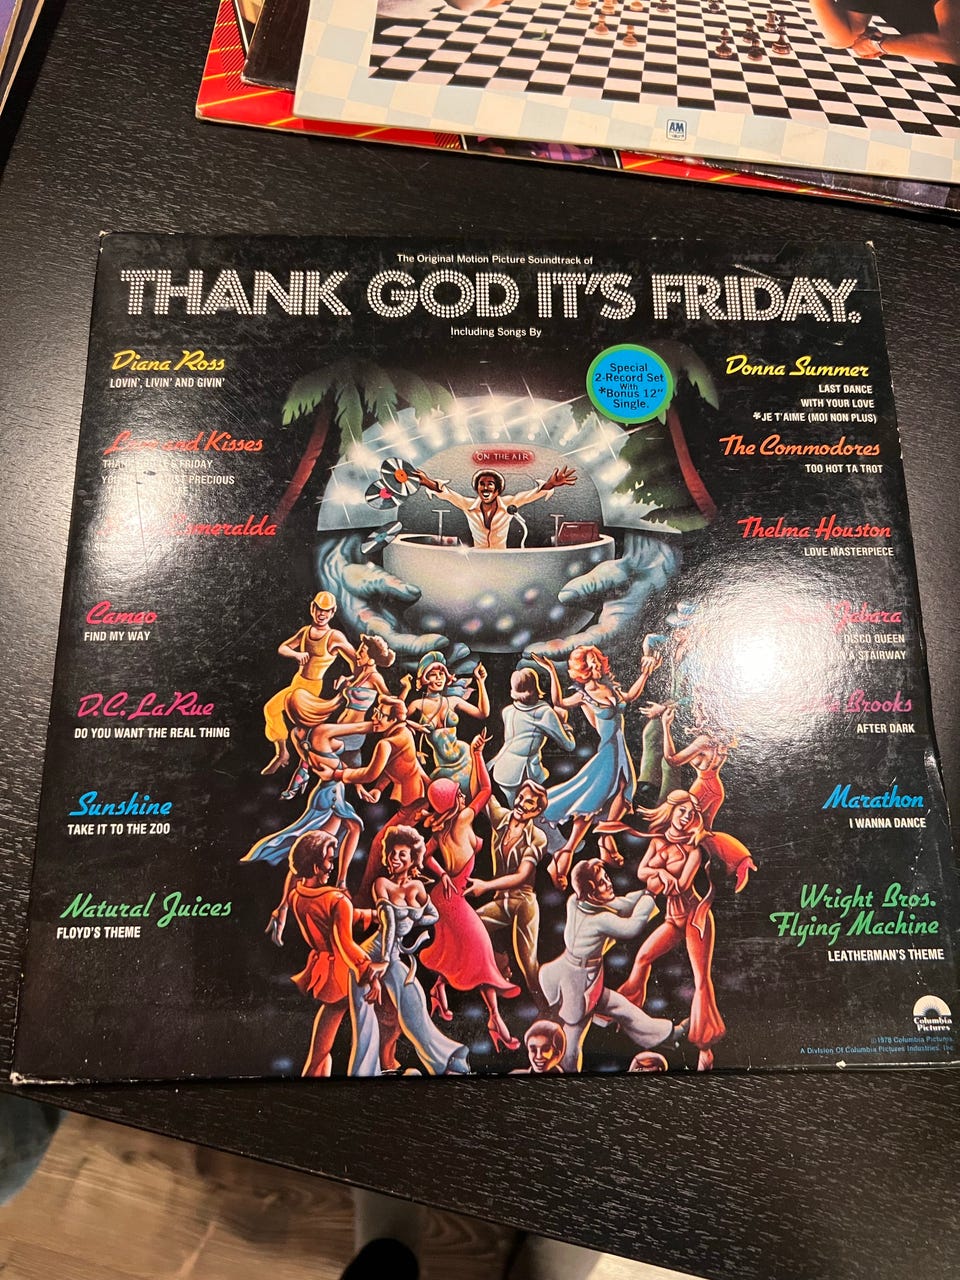 A&M
The Original Motion Picture Soundtrack of
THANK GOD IT'S FRIDAY.
Including Songs By
Special
2-Record Set
With
*Bonus 12"
Single.
ON THE AIR
Diana Ross
LOVIN', LIVIN' AND GIVIN'
and Kisses
FRIDAY
PRECIOUS
Esmeralda
Cameo
FIND MY WAY
D.C. LaRue
DO YOU WANT THE REAL THING
Sunshine
TAKE IT TO THE ZOO
Natural Juices
FLOYD'S THEME
Donna Summer
LAST DANCE
WITH YOUR LOVE
*JE T'AIME (MOI NON PLUS)
The Commodores
TOO HOT TA TROT
Thelma Houston
LOVE MASTERPIECE
Jabara
DISCO QUEEN
A STAIRWAY
Brooks
AFTER DARK
Marathon
I WANNA DANCE
Wright Bros.
Flying Machine
LEATHERMAN'S THEME
Columbia
Pictures
©1978 Columbia Pictures
A Division Of Columbia Pictures Industries, Inc.